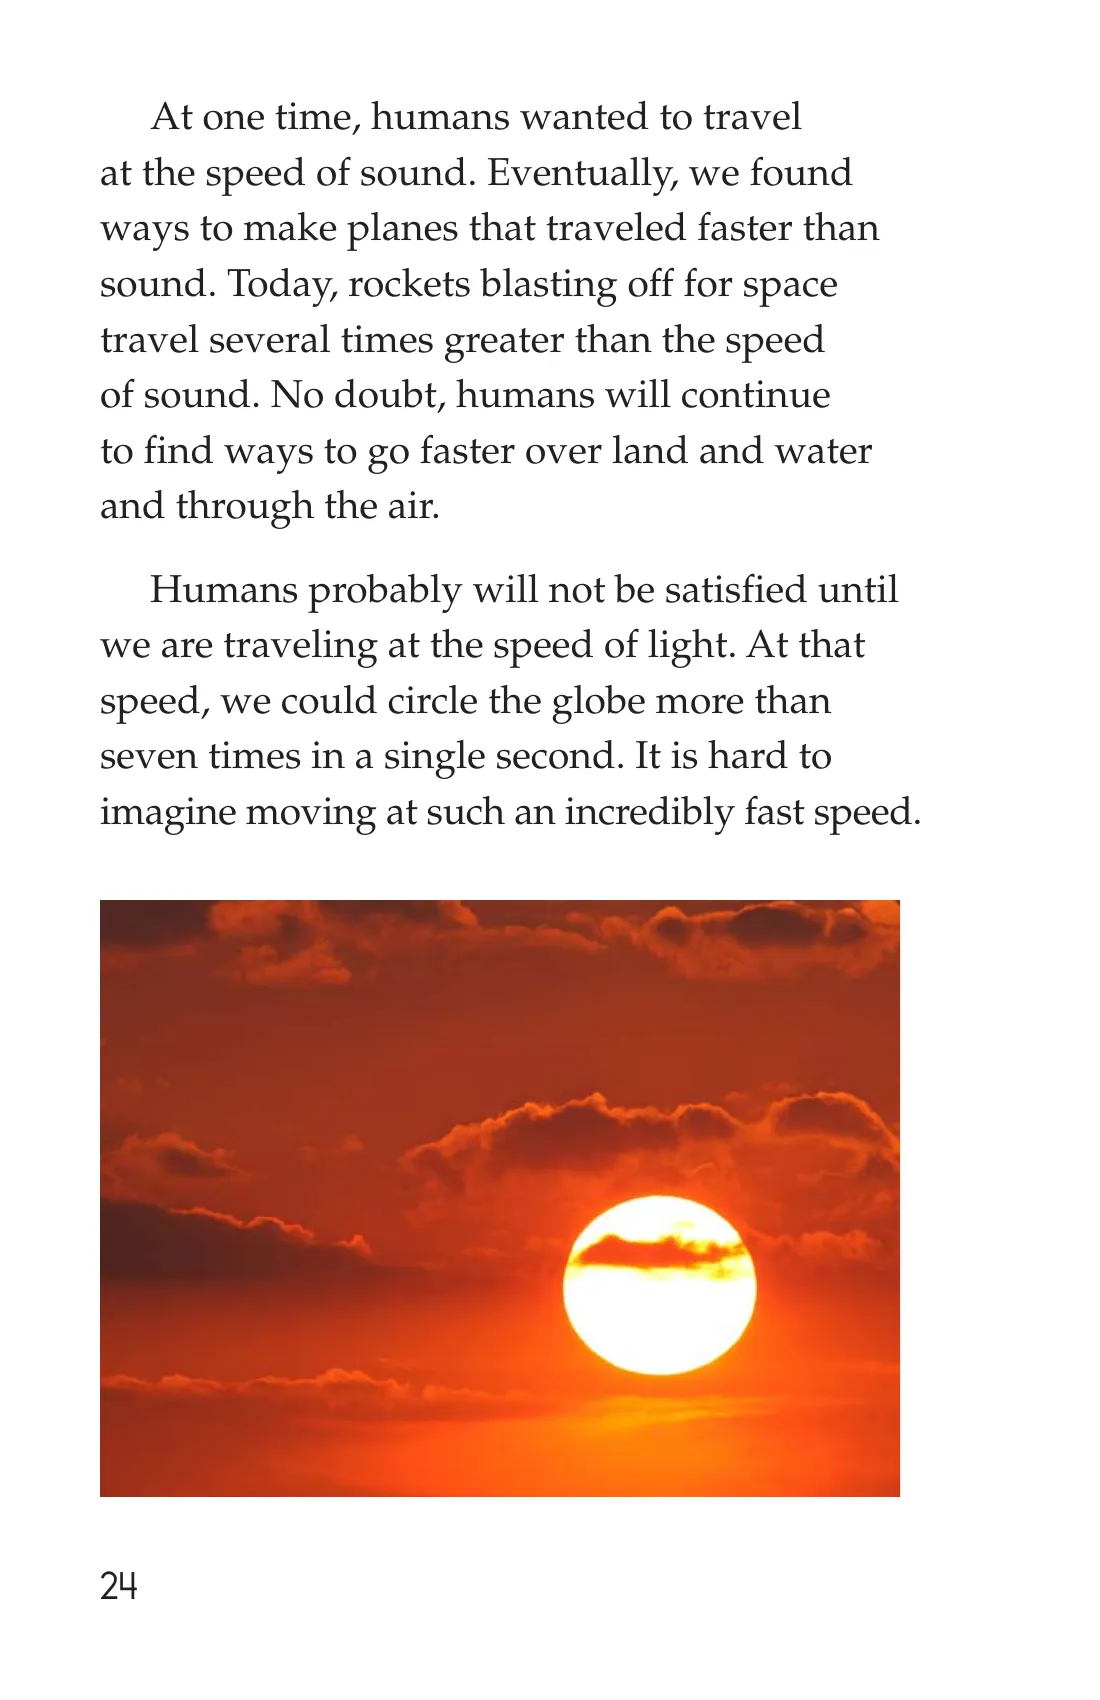 At one time, humans wanted to travel
at the speed of sound. Eventually, we found
ways to make planes that traveled faster than
sound. Today, rockets blasting off for space
travel several times greater than the speed
of sound. No doubt, humans will continue
to find ways to go faster over land and water
and through the air.
Humans probably will not be satisfied until
we are traveling at the speed of light. At that
speed, we could circle the globe more than
seven times in a single second. It is hard to
imagine moving at such an incredibly fast speed.
24